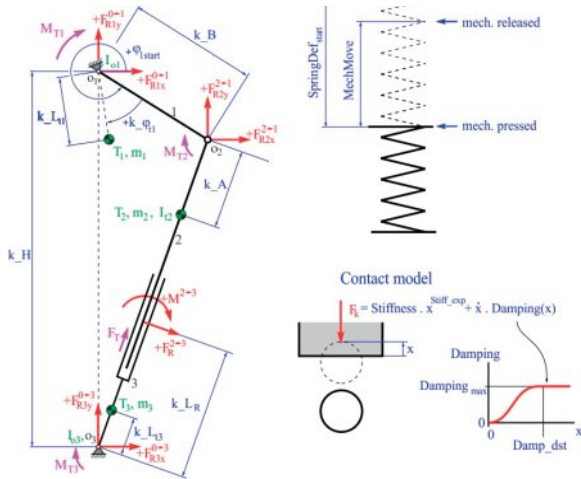 M_T1
+F_R1y^0→1
k_B
I_o1
+φ_1start
o_1
+F_R1x^0→1
1
k_L_t1
+k_φ_t1
+F_R2y^2→1
T_1, m_1
M_T2
+F_R2x^2→1
o_2
k_A
T_2, m_2, I_t2
2
k_H
+M^2→3
F_T
+F_R^2→3
3
k_L_R
T_3, m_3
+F_R3y^0→3
k_L_t3
I_o3, o_3
M_T3
+F_R3x^0→3
SpringDef_start
MechMove
mech. released
mech. pressed
Contact model
F_k = Stiffness . x^Stiff_exp + ẋ . Damping(x)
x
Damping
Damping_max
0
0
x
Damp_dst